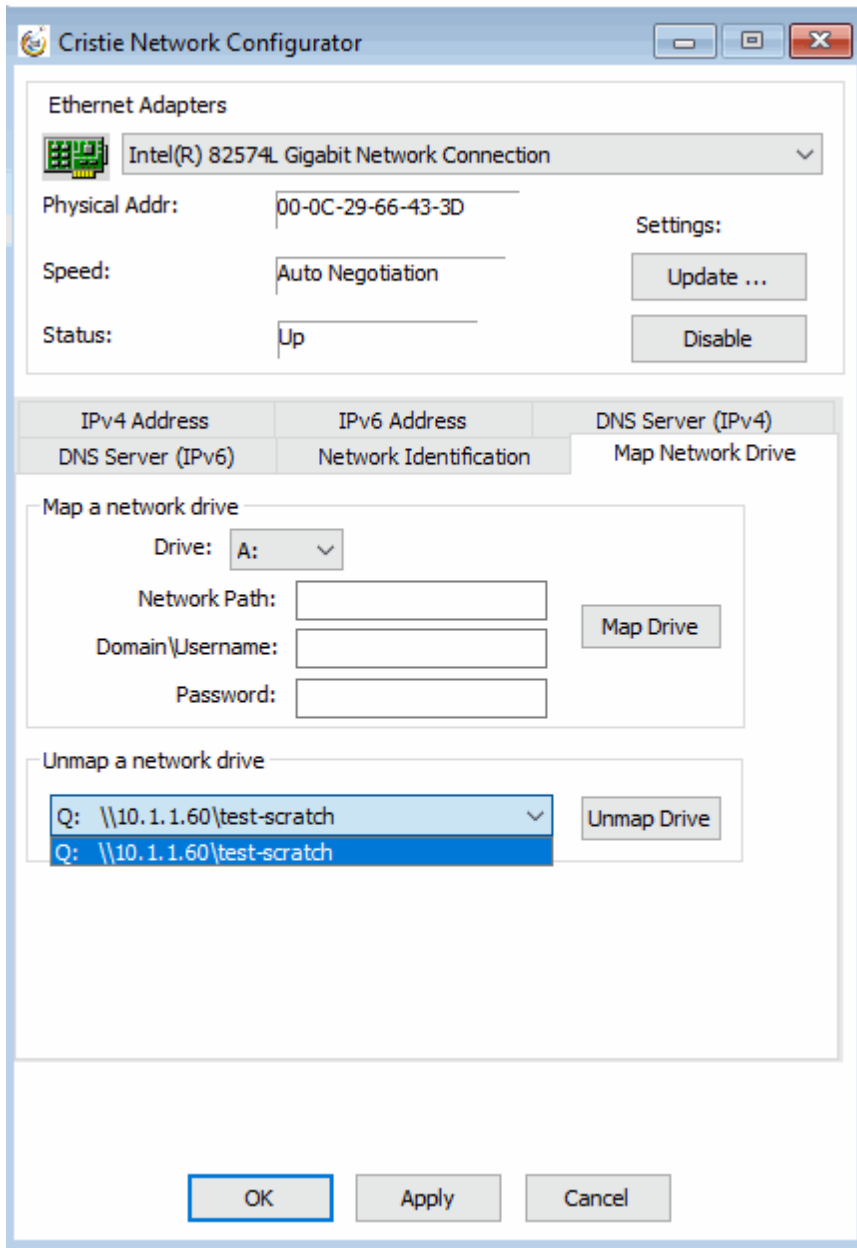 Cristie Network Configurator
Ethernet Adapters
Intel(R) 82574L Gigabit Network Connection
Physical Addr:
00-0C-29-66-43-3D
Settings:
Speed:
Auto Negotiation
Update ...
Status:
Up
Disable
IPv4 Address
IPv6 Address
DNS Server (IPv4)
DNS Server (IPv6)
Network Identification
Map Network Drive
Map a network drive
Drive:
A:
Network Path:
Domain\Username:
Password:
Map Drive
Unmap a network drive
Q: \\10.1.1.60\test-scratch
Unmap Drive
Q: \\10.1.1.60\test-scratch
OK
Apply
Cancel